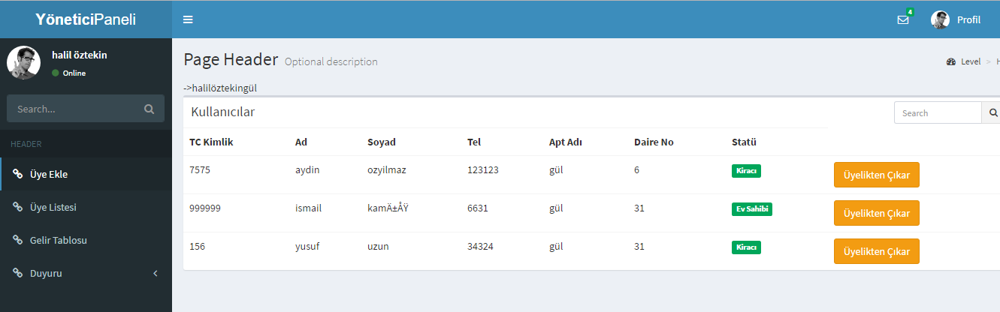 YöneticiPaneli
4
Profil
halil öztekin
Online
Search...
HEADER
Üye Ekle
Üye Listesi
Gelir Tablosu
Duyuru
Page Header Optional description
Level > H
->halilöztekingül
Kullanıcılar
Search
TC Kimlik Ad Soyad Tel Apt Adı Daire No Statü
7575 aydin ozyilmaz 123123 gül 6 Kiracı Üyelikten Çıkar
999999 ismail kamÄ±ÅŸ 6631 gül 31 Ev Sahibi Üyelikten Çıkar
156 yusuf uzun 34324 gül 31 Kiracı Üyelikten Çıkar